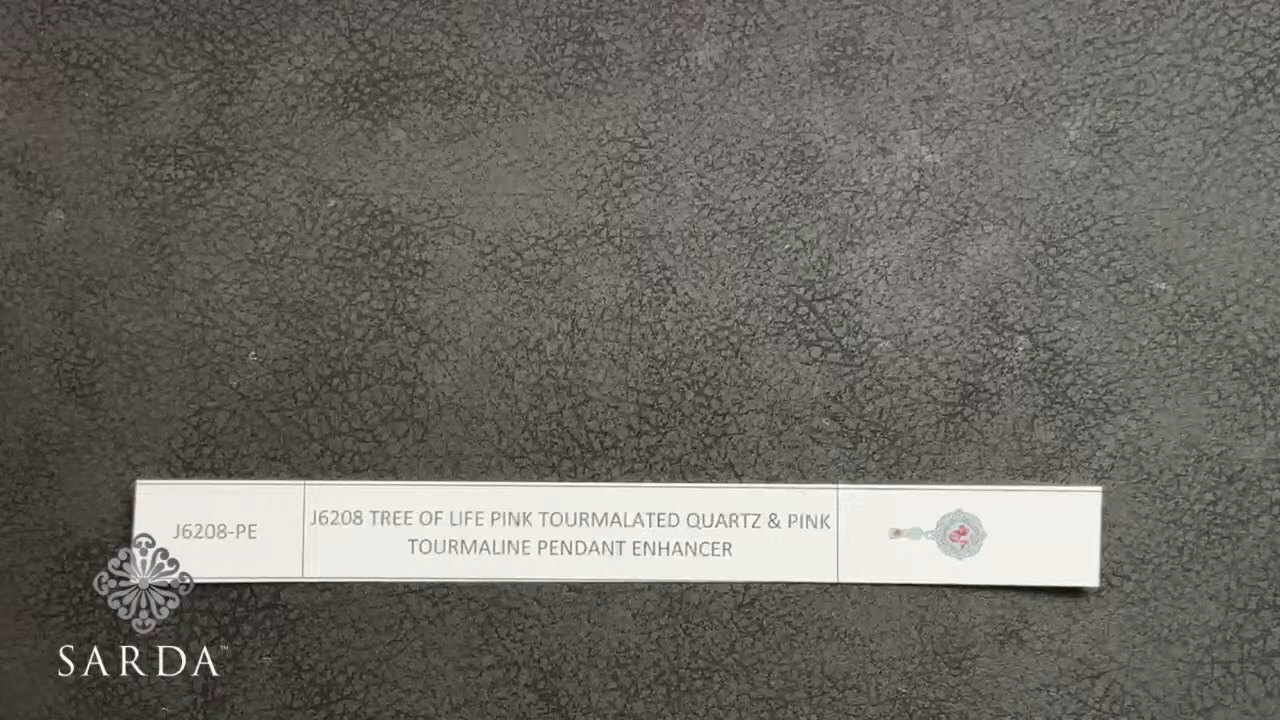 J6208-PE
J6208 TREE OF LIFE PINK TOURMALATED QUARTZ & PINK
TOURMALINE PENDANT ENHANCER
SARDA™